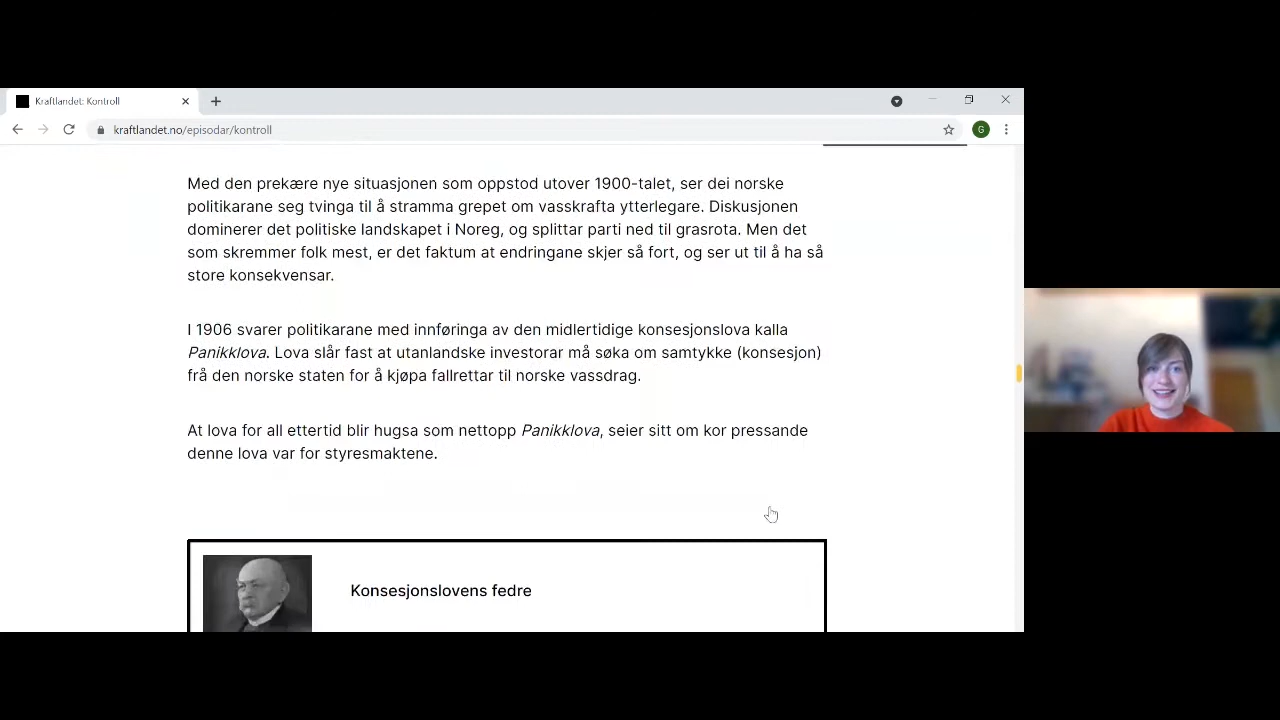 Kraftlandet: Kontroll
kraftlandet.no/episodar/kontroll
G
Med den prekære nye situasjonen som oppstod utover 1900-talet, ser dei norske
politikarane seg tvinga til å stramma grepet om vasskrafta ytterlegare. Diskusjonen
dominerer det politiske landskapet i Noreg, og splittar parti ned til grasrota. Men det
som skremmer folk mest, er det faktum at endringane skjer så fort, og ser ut til å ha så
store konsekvensar.
I 1906 svarer politikarane med innføringa av den midlertidige konsesjonslova kalla
Panikklova. Lova slår fast at utanlandske investorar må søka om samtykke (konsesjon)
frå den norske staten for å kjøpa fallrettar til norske vassdrag.
At lova for all ettertid blir hugsa som nettopp Panikklova, seier sitt om kor pressande
denne lova var for styresmaktene.
Konsesjonslovens fedre